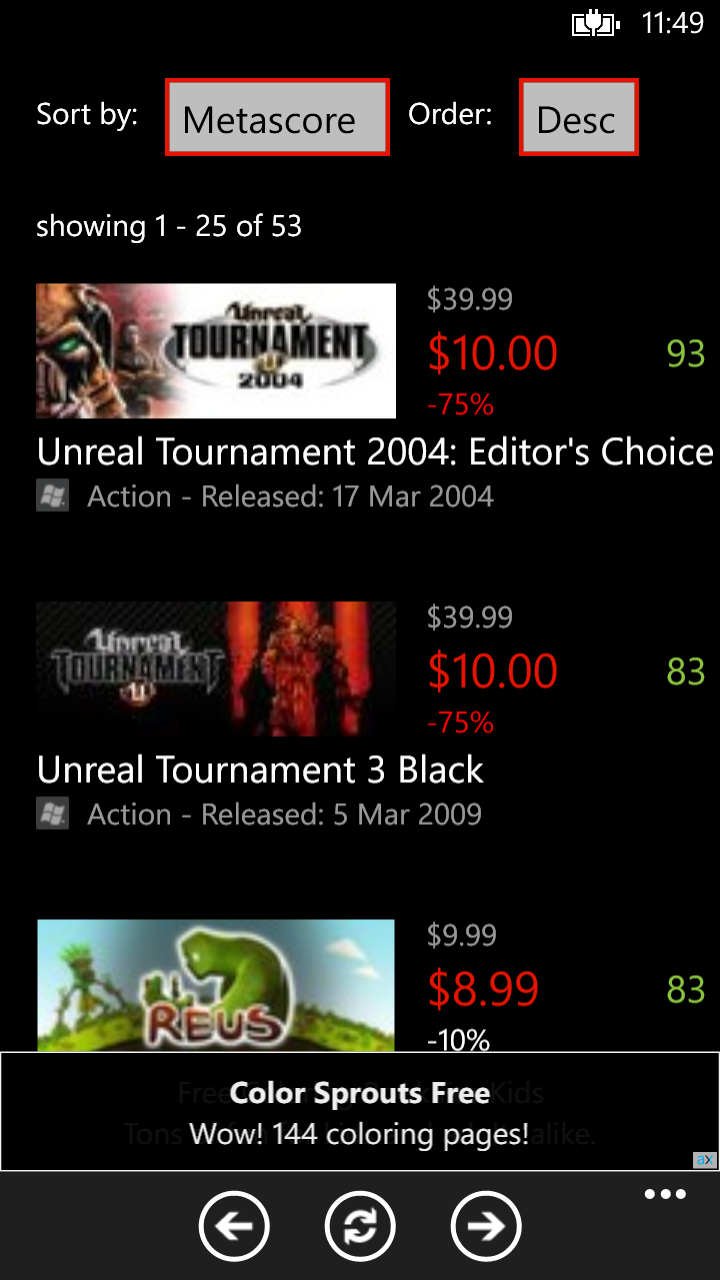 11:49
Sort by: Metascore Order: Desc
showing 1 - 25 of 53
Unreal
TOURNAMENT
2004
$39.99
$10.00
93
-75%
Unreal Tournament 2004: Editor's Choice
Action - Released: 17 Mar 2004
Unreal
TOURNAMENT
$39.99
$10.00
83
-75%
Unreal Tournament 3 Black
Action - Released: 5 Mar 2009
REUS
$9.99
$8.99
83
-10%
Color Sprouts Free
Wow! 144 coloring pages!
ax